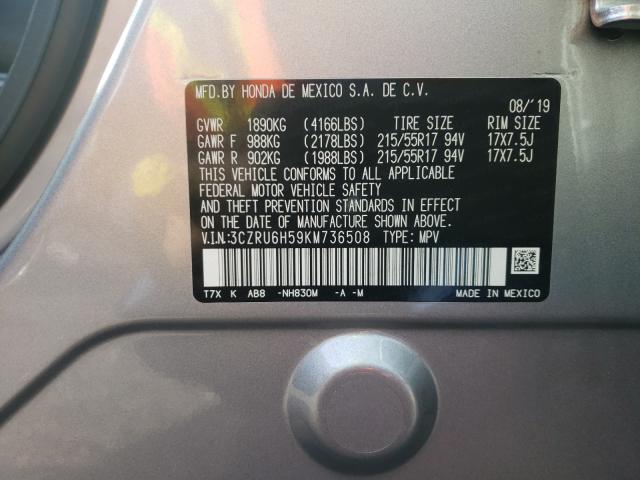 MFD.BY HONDA DE MEXICO S.A. DE C.V.
08/'19
GVWR 1890KG (4166LBS) TIRE SIZE RIM SIZE
GAWR F 988KG (2178LBS) 215/55R17 94V 17X7.5J
GAWR R 902KG (1988LBS) 215/55R17 94V 17X7.5J
THIS VEHICLE CONFORMS TO ALL APPLICABLE
FEDERAL MOTOR VEHICLE SAFETY
AND THEFT PREVENTION STANDARDS IN EFFECT
ON THE DATE OF MANUFACTURE SHOWN ABOVE.
V.I.N:3CZRU6H59KM736508 TYPE: MPV
T7X K AB8 -NH830M -A -M MADE IN MEXICO